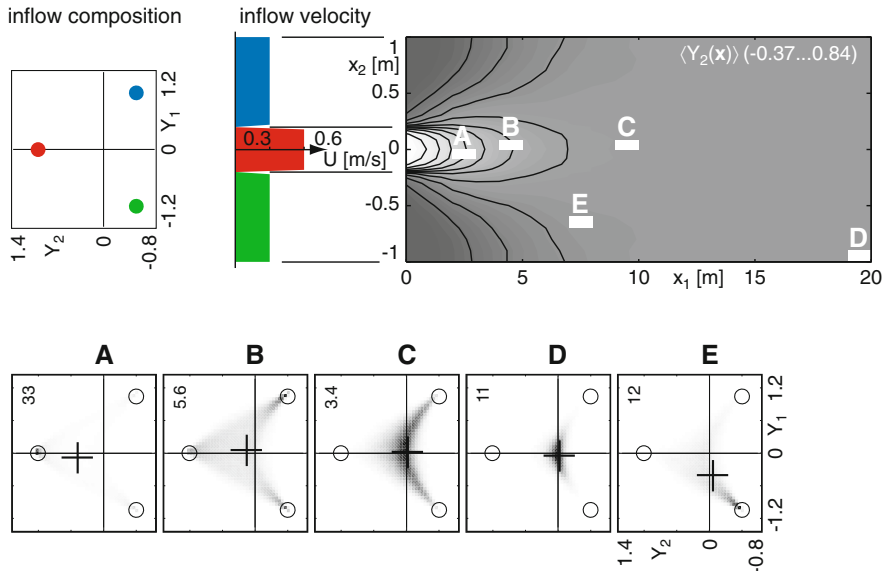 inflow composition
inflow velocity
1.2
Y1
0
-1.2
1.4
Y2
0
-0.8
0.3
0.6
U [m/s]
1
x2 [m]
0.5
0
-0.5
-1
⟨Y2(x)⟩ (-0.37...0.84)
A
B
C
E
D
0
5
10
15
20
x1 [m]
A
B
C
D
E
33
5.6
3.4
11
12
1.2
Y1
0
-1.2
1.4
Y2
0
-0.8